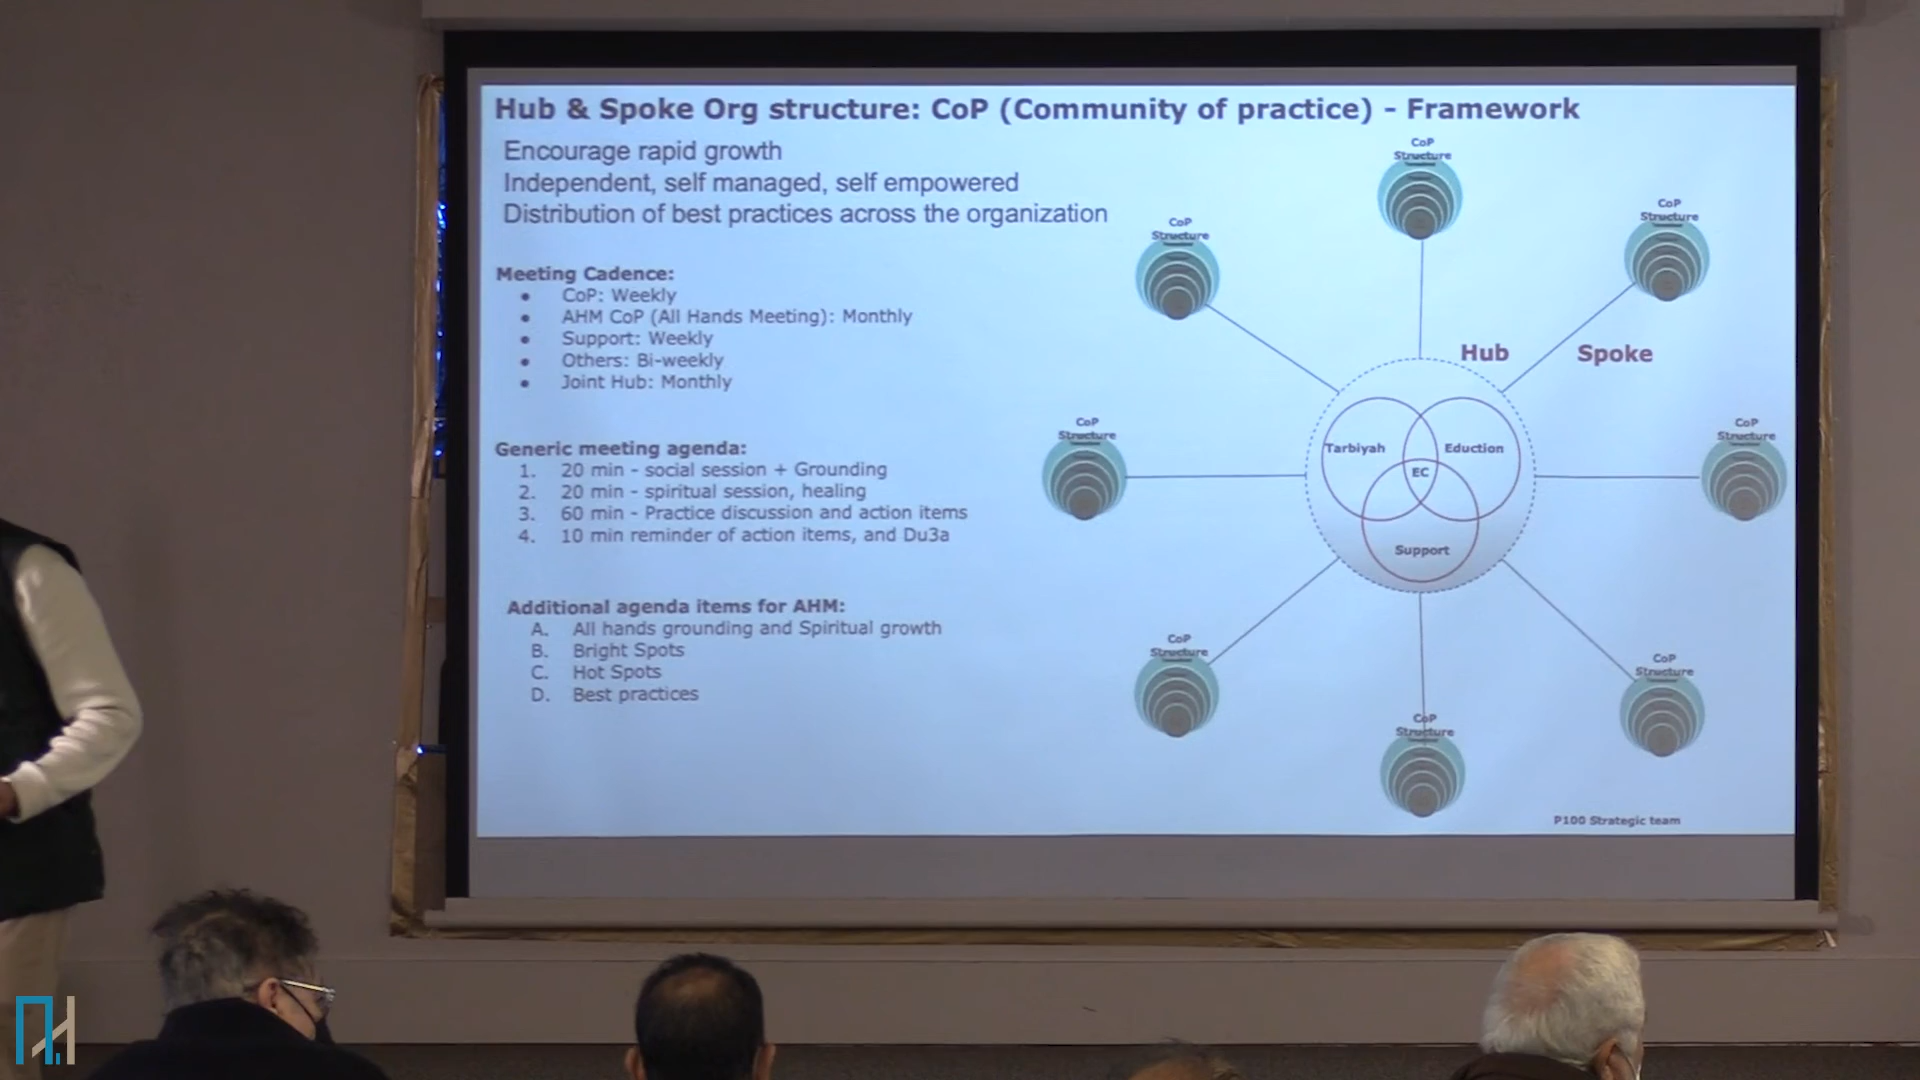 Hub & Spoke Org structure: CoP (Community of practice) - Framework
Encourage rapid growth
Independent, self managed, self empowered
Distribution of best practices across the organization
Meeting Cadence:
• CoP: Weekly
• AHM CoP (All Hands Meeting): Monthly
• Support: Weekly
• Others: Bi-weekly
• Joint Hub: Monthly
Generic meeting agenda:
1. 20 min - social session + Grounding
2. 20 min - spiritual session, healing
3. 60 min - Practice discussion and action items
4. 10 min reminder of action items, and Du3a
Additional agenda items for AHM:
A. All hands grounding and Spiritual growth
B. Bright Spots
C. Hot Spots
D. Best practices
CoP
Structure
CoP
Structure
CoP
Structure
Hub
Spoke
CoP
Structure
Tarbiyah
Eduction
EC
Support
CoP
Structure
CoP
Structure
CoP
Structure
CoP
Structure
P100 Strategic team